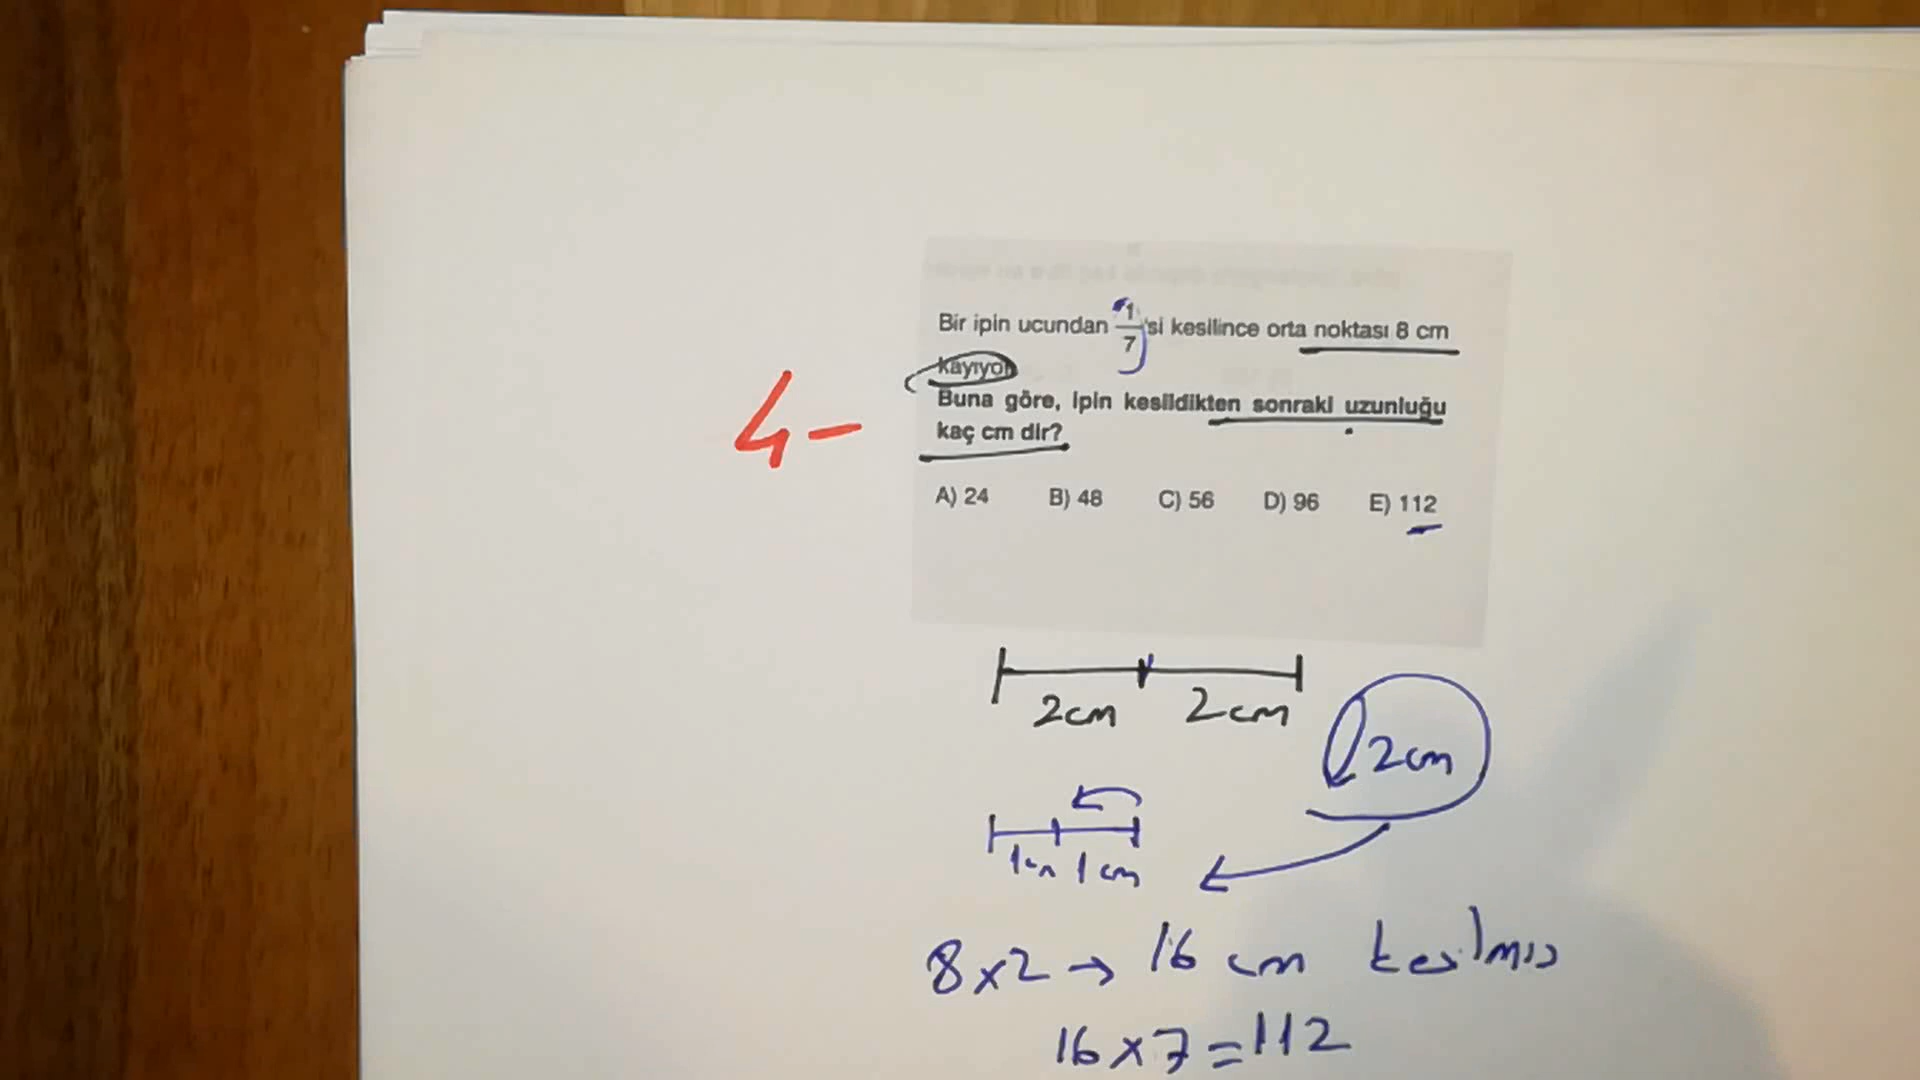 4-
Bir ipin ucundan 1/7'si kesilince orta noktası 8 cm
kayıyor.
Buna göre, ipin kesildikten sonraki uzunluğu
kaç cm dir?
A) 24 B) 48 C) 56 D) 96 E) 112
2cm 2cm
2cm
1cm 1cm
8x2 → 16 cm kesilmiş
16x7=112